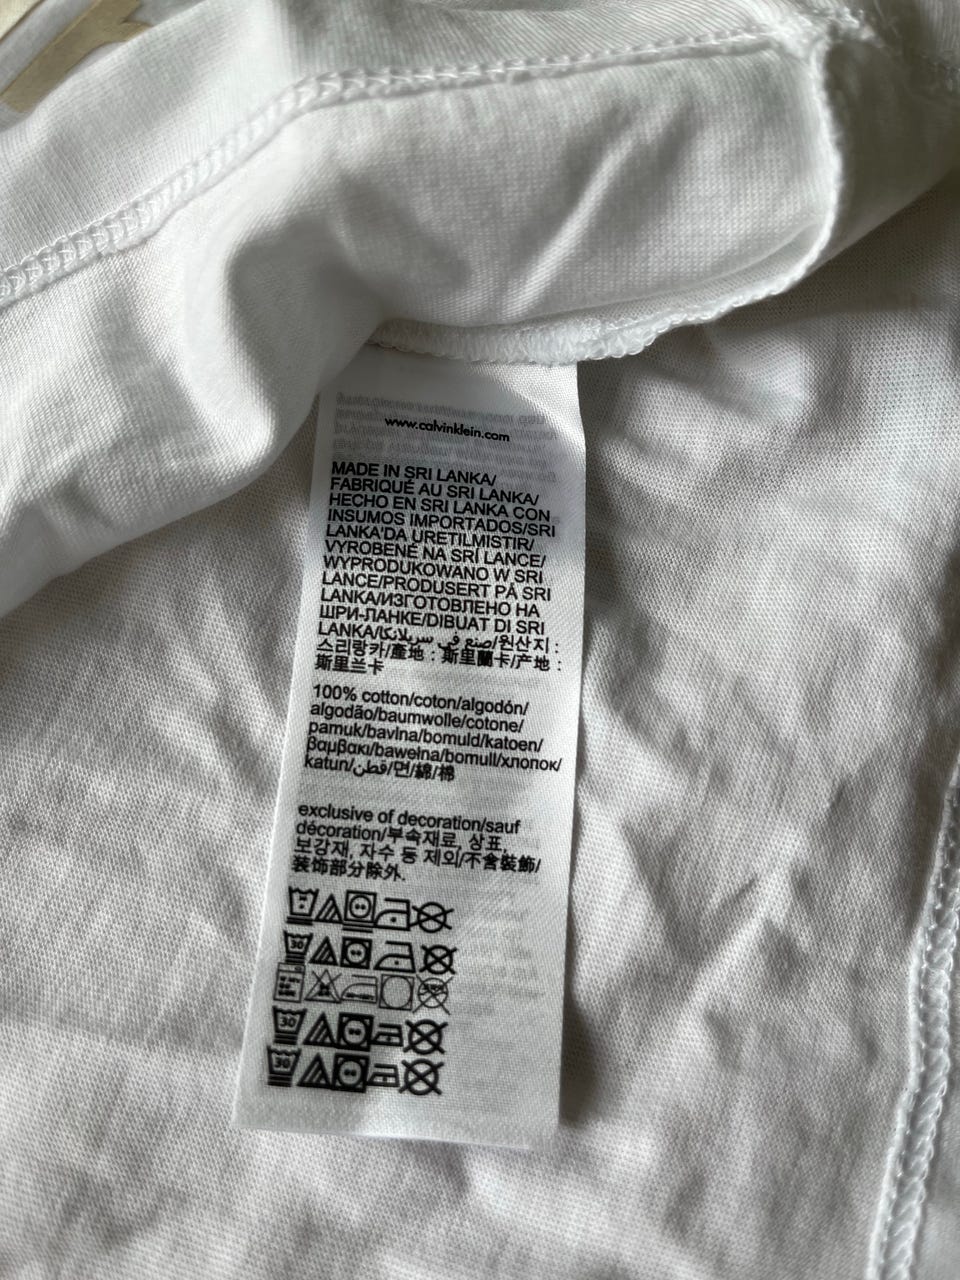 www.calvinklein.com
MADE IN SRI LANKA/
FABRIQUÉ AU SRI LANKA/
HECHO EN SRI LANKA CON
INSUMOS IMPORTADOS/SRI
LANKA'DA URETILMISTIR/
VYROBENÉ NA SRÍ LANCE/
WYPRODUKOWANO W SRI
LANCE/PRODUSERT PÅ SRI
LANKA/ИЗГОТОВЛЕНО НА
ШРИ-ЛАНКЕ/DIBUAT DI SRI
LANKA/صنع في سريلانكا/원산지 :
스리랑카/產地 : 斯里蘭卡/产地 :
斯里兰卡
100% cotton/coton/algodón/
algodão/baumwolle/cotone/
pamuk/bavlna/bomuld/katoen/
βαμβακι/bawełna/bomull/хлопок/
katun/قطن/면/綿/棉
exclusive of decoration/sauf
décoration/부속재료, 상표,
보강재, 자수 등 제외/不含裝飾/
装饰部分除外.
30
30
30